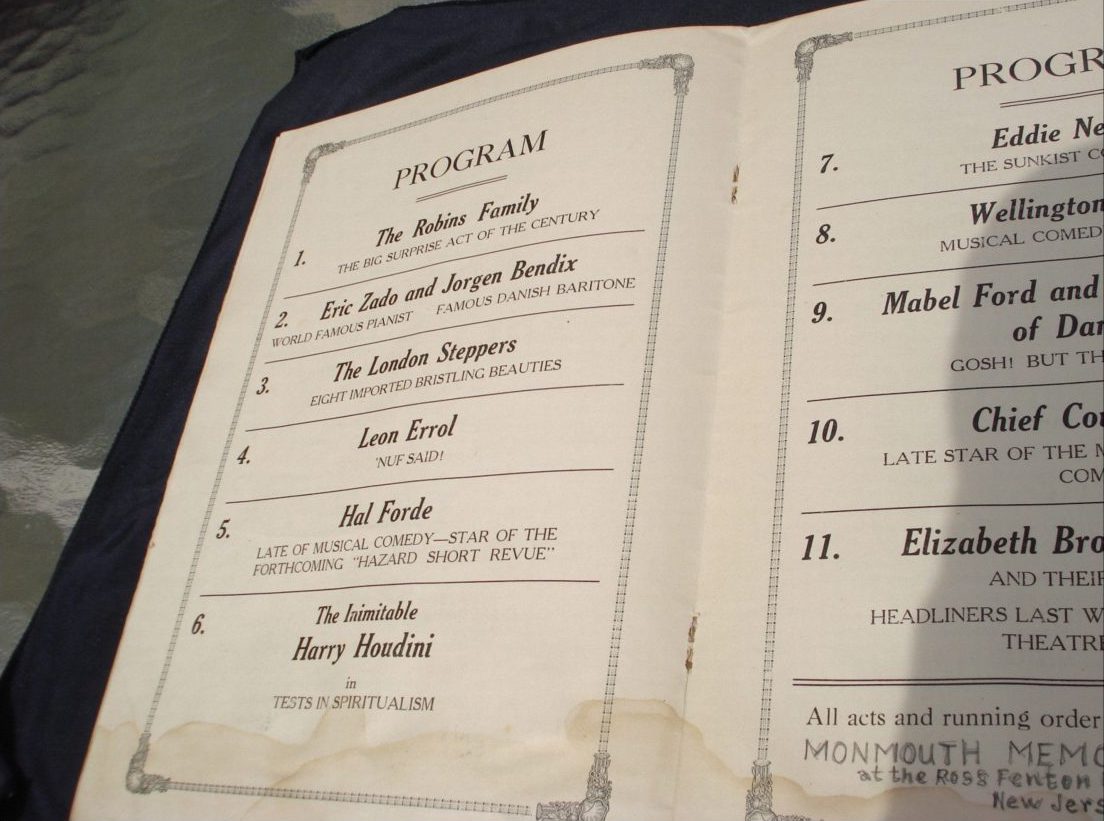 PROGRAM
1. The Robins Family
THE BIG SURPRISE ACT OF THE CENTURY
2. Eric Zado and Jorgen Bendix
WORLD FAMOUS PIANIST FAMOUS DANISH BARITONE
3. The London Steppers
EIGHT IMPORTED BRISTLING BEAUTIES
4. Leon Errol
'NUF SAID!
5. Hal Forde
LATE OF MUSICAL COMEDY—STAR OF THE
FORTHCOMING "HAZARD SHORT REVUE"
6. The Inimitable
Harry Houdini
in
TESTS IN SPIRITUALISM
PROGR
7. Eddie Ne
THE SUNKIST
8. Wellington
MUSICAL COMED
9. Mabel Ford and
of Dan
GOSH! BUT TH
10. Chief Cou
LATE STAR OF THE
COM
11. Elizabeth Bro
AND THEIR
HEADLINERS LAST W
THEATRE
All acts and running order
MONMOUTH MEMO
at the Ross Fenton
New Jers